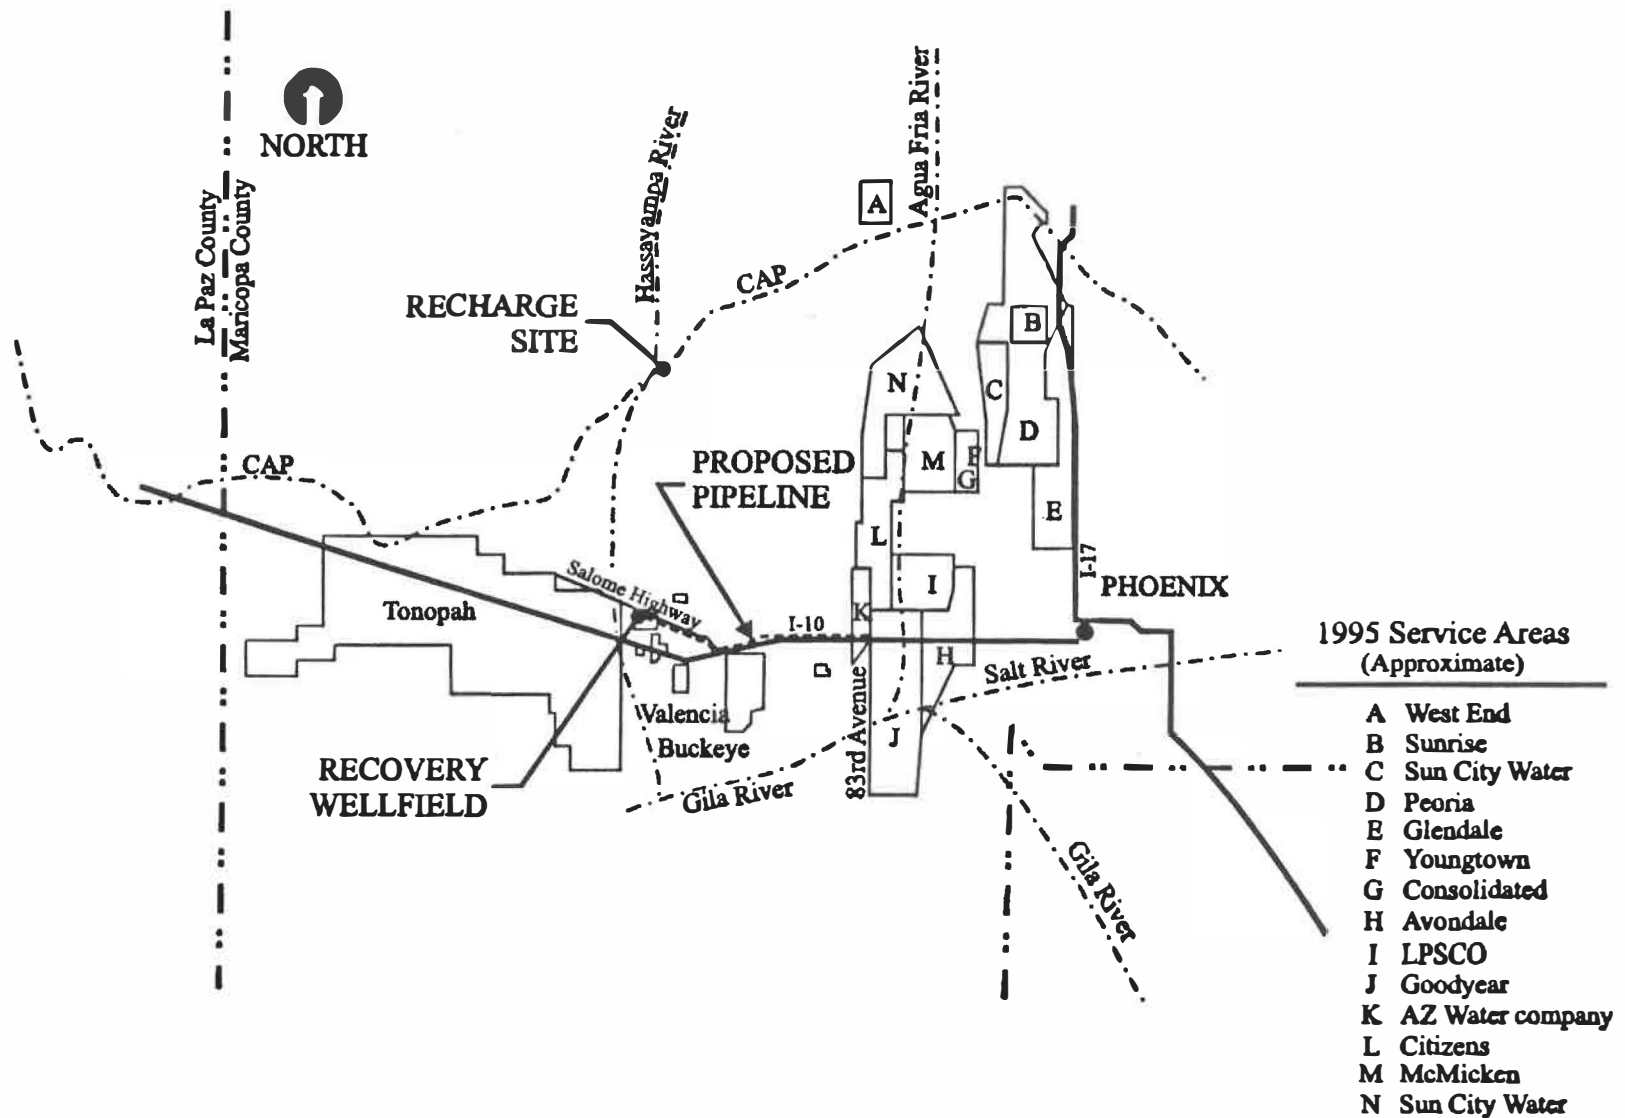 NORTH
La Paz County
Maricopa County
Hassayampa River
Agua Fria River
A
CAP
RECHARGE
SITE
B
N
C
D
CAP
PROPOSED
PIPELINE
M
F
G
E
L
I-17
Salome Highway
I
PHOENIX
Tonopah
K
I-10
H
Salt River
1995 Service Areas
(Approximate)
Valencia
Buckeye
83rd Avenue
J
RECOVERY
WELLFIELD
Gila River
Gila River
A West End
B Sunrise
C Sun City Water
D Peoria
E Glendale
F Youngtown
G Consolidated
H Avondale
I LPSCO
J Goodyear
K AZ Water company
L Citizens
M McMicken
N Sun City Water